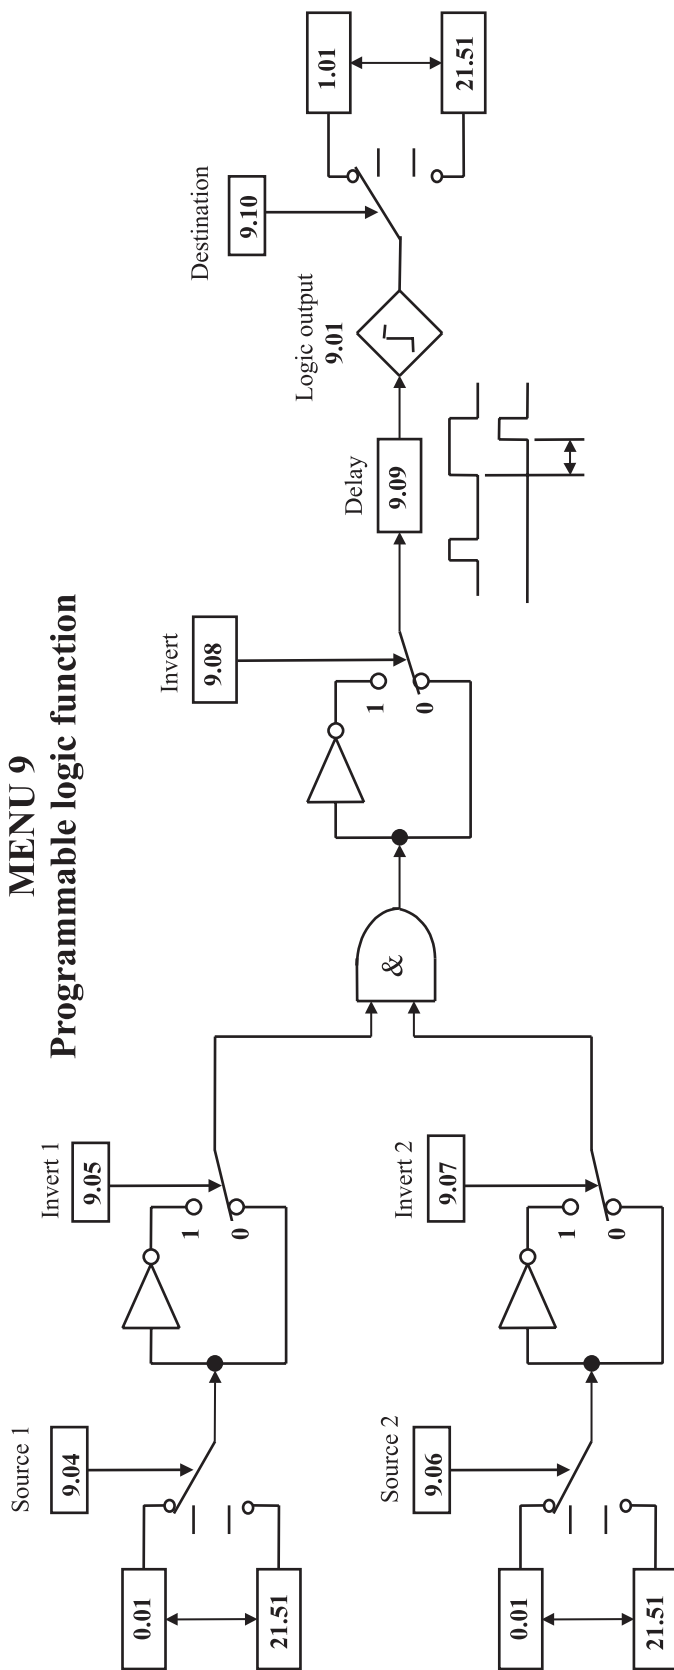 MENU 9
Programmable logic function
Source 1
9.04
0.01
21.51
Invert 1
9.05
1
0
Source 2
9.06
0.01
21.51
Invert 2
9.07
1
0
&
Invert
9.08
1
0
Delay
9.09
Logic output
9.01
Destination
9.10
1.01
21.51